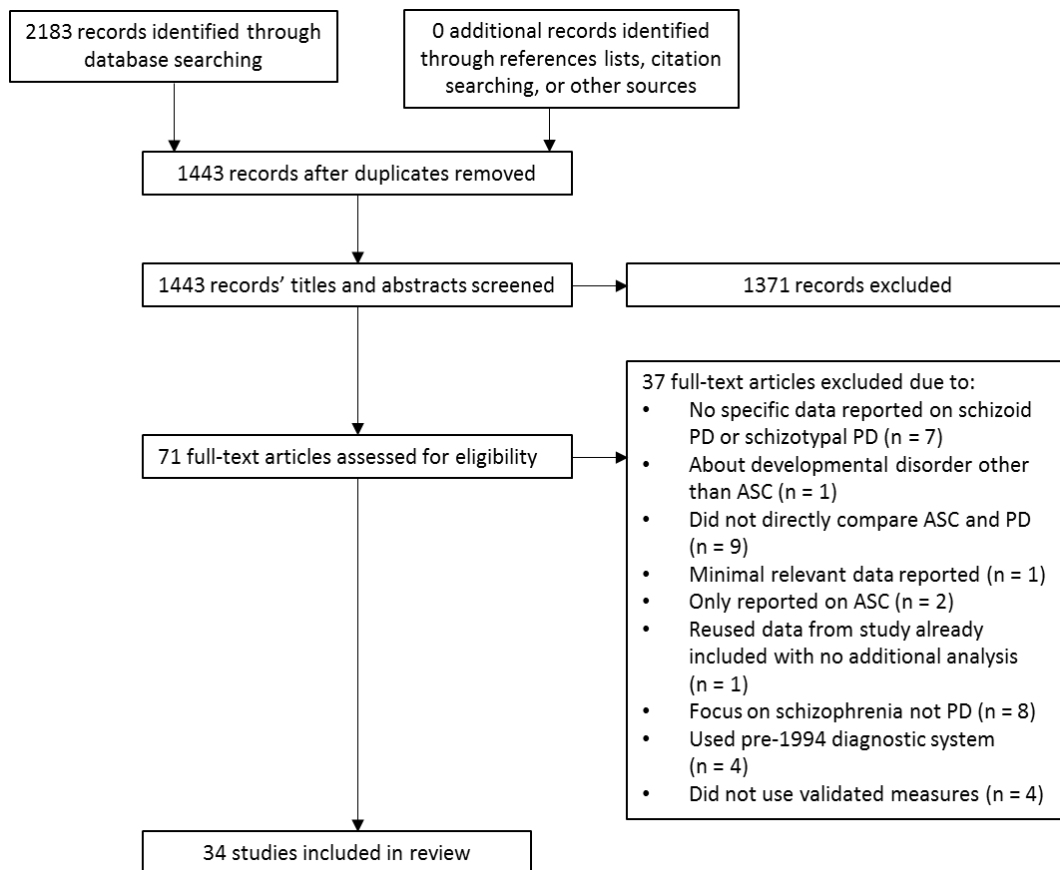 2183 records identified through
database searching
0 additional records identified
through references lists, citation
searching, or other sources
1443 records after duplicates removed
1443 records’ titles and abstracts screened
1371 records excluded
71 full-text articles assessed for eligibility
37 full-text articles excluded due to:
• No specific data reported on schizoid
PD or schizotypal PD (n = 7)
• About developmental disorder other
than ASC (n = 1)
• Did not directly compare ASC and PD
(n = 9)
• Minimal relevant data reported (n = 1)
• Only reported on ASC (n = 2)
• Reused data from study already
included with no additional analysis
(n = 1)
• Focus on schizophrenia not PD (n = 8)
• Used pre-1994 diagnostic system
(n = 4)
• Did not use validated measures (n = 4)
34 studies included in review